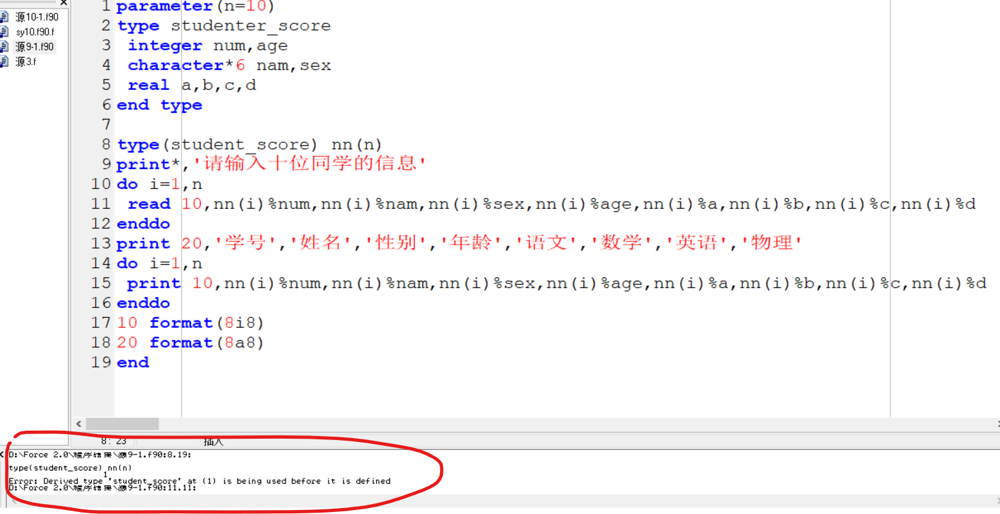 源10-1.f90
sy10.f90.f
源9-1.f90
源3.f
1 parameter(n=10)
2 type studenter_score
3 integer num,age
4 character*6 nam,sex
5 real a,b,c,d
6 end type
7
8 type(student_score) nn(n)
9 print*,'请输入十位同学的信息'
10 do i=1,n
11 read 10,nn(i)%num,nn(i)%nam,nn(i)%sex,nn(i)%age,nn(i)%a,nn(i)%b,nn(i)%c,nn(i)%d
12 enddo
13 print 20,'学号','姓名','性别','年龄','语文','数学','英语','物理'
14 do i=1,n
15 print 10,nn(i)%num,nn(i)%nam,nn(i)%sex,nn(i)%age,nn(i)%a,nn(i)%b,nn(i)%c,nn(i)%d
16 enddo
17 10 format(8i8)
18 20 format(8a8)
19 end
8: 23 插入
D:\Force 2.0\程序结果\源9-1.f90:8.19:
type(student_score) nn(n)
1
Error: Derived type 'student_score' at (1) is being used before it is defined
D:\Force 2.0\程序结果\源9-1.f90:11.11: